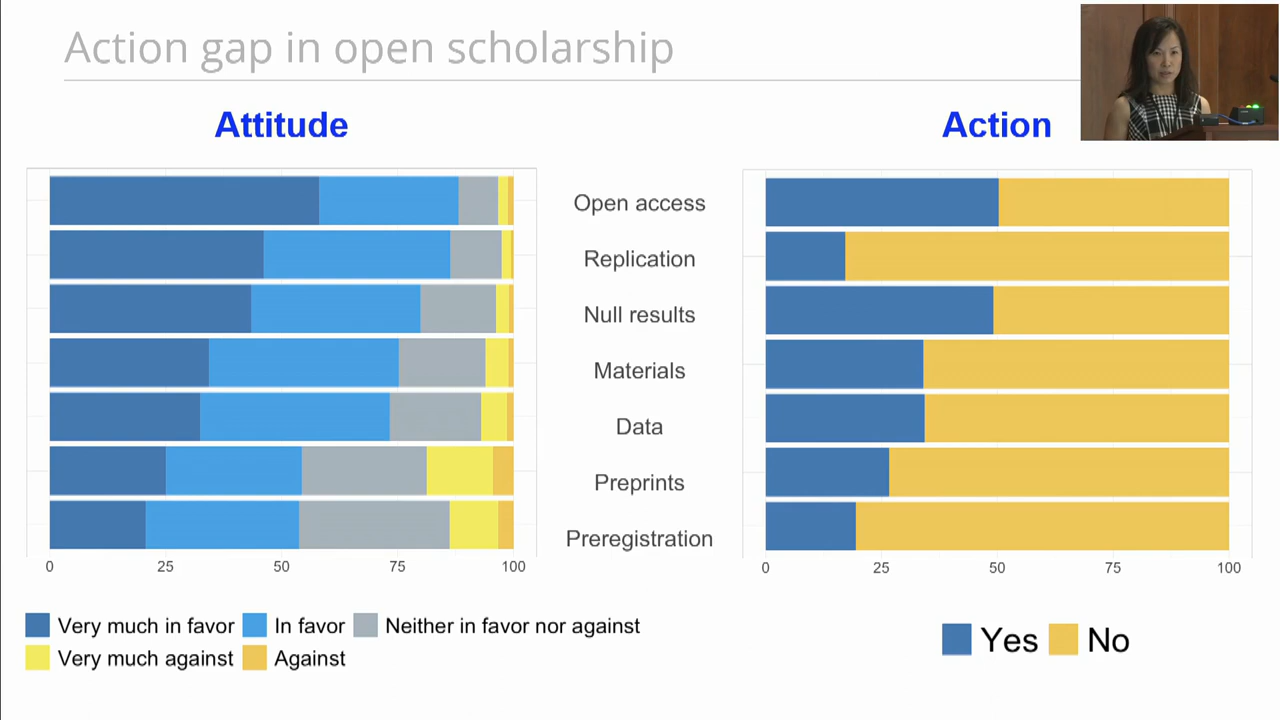 Action gap in open scholarship
Attitude
Action
Open access
Replication
Null results
Materials
Data
Preprints
Preregistration
0 25 50 75 100
0 25 50 75 100
Very much in favor In favor Neither in favor nor against
Very much against Against
Yes No